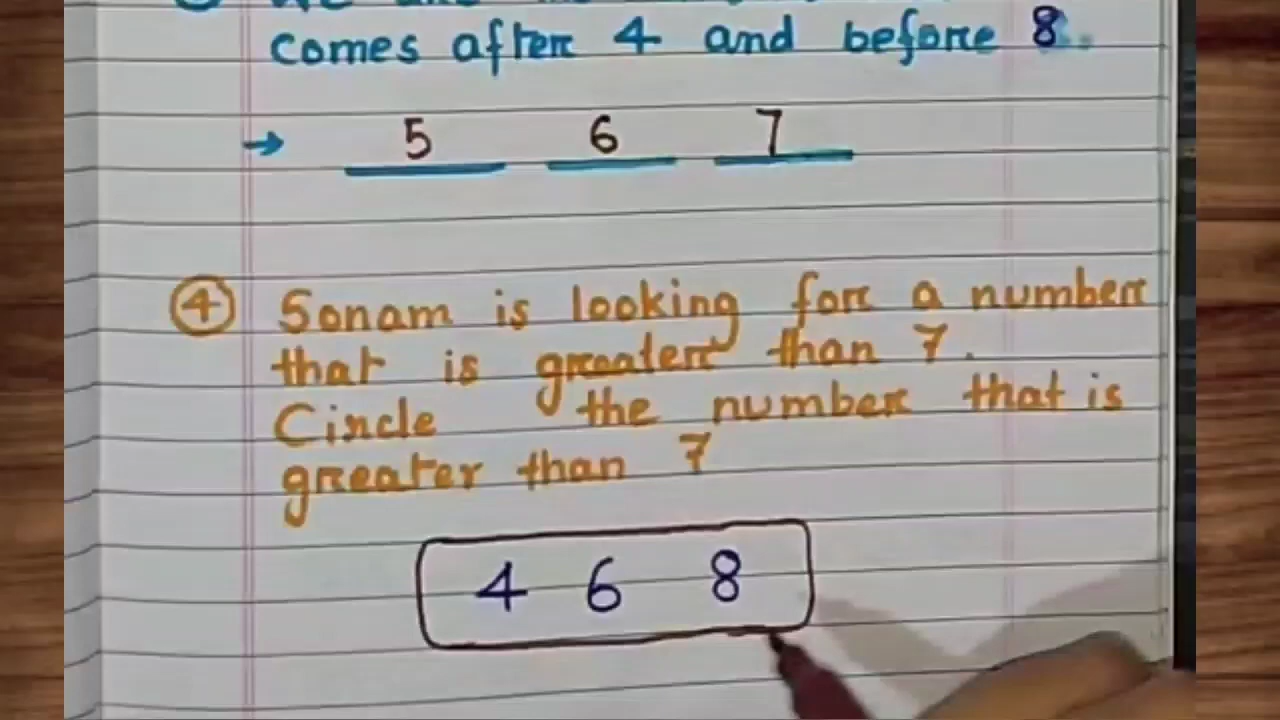 comes after 4 and before 8.
→ 5 6 7
4 Sonam is looking for a number
that is greater than 7.
Circle the number that is
greater than 7
4 6 8